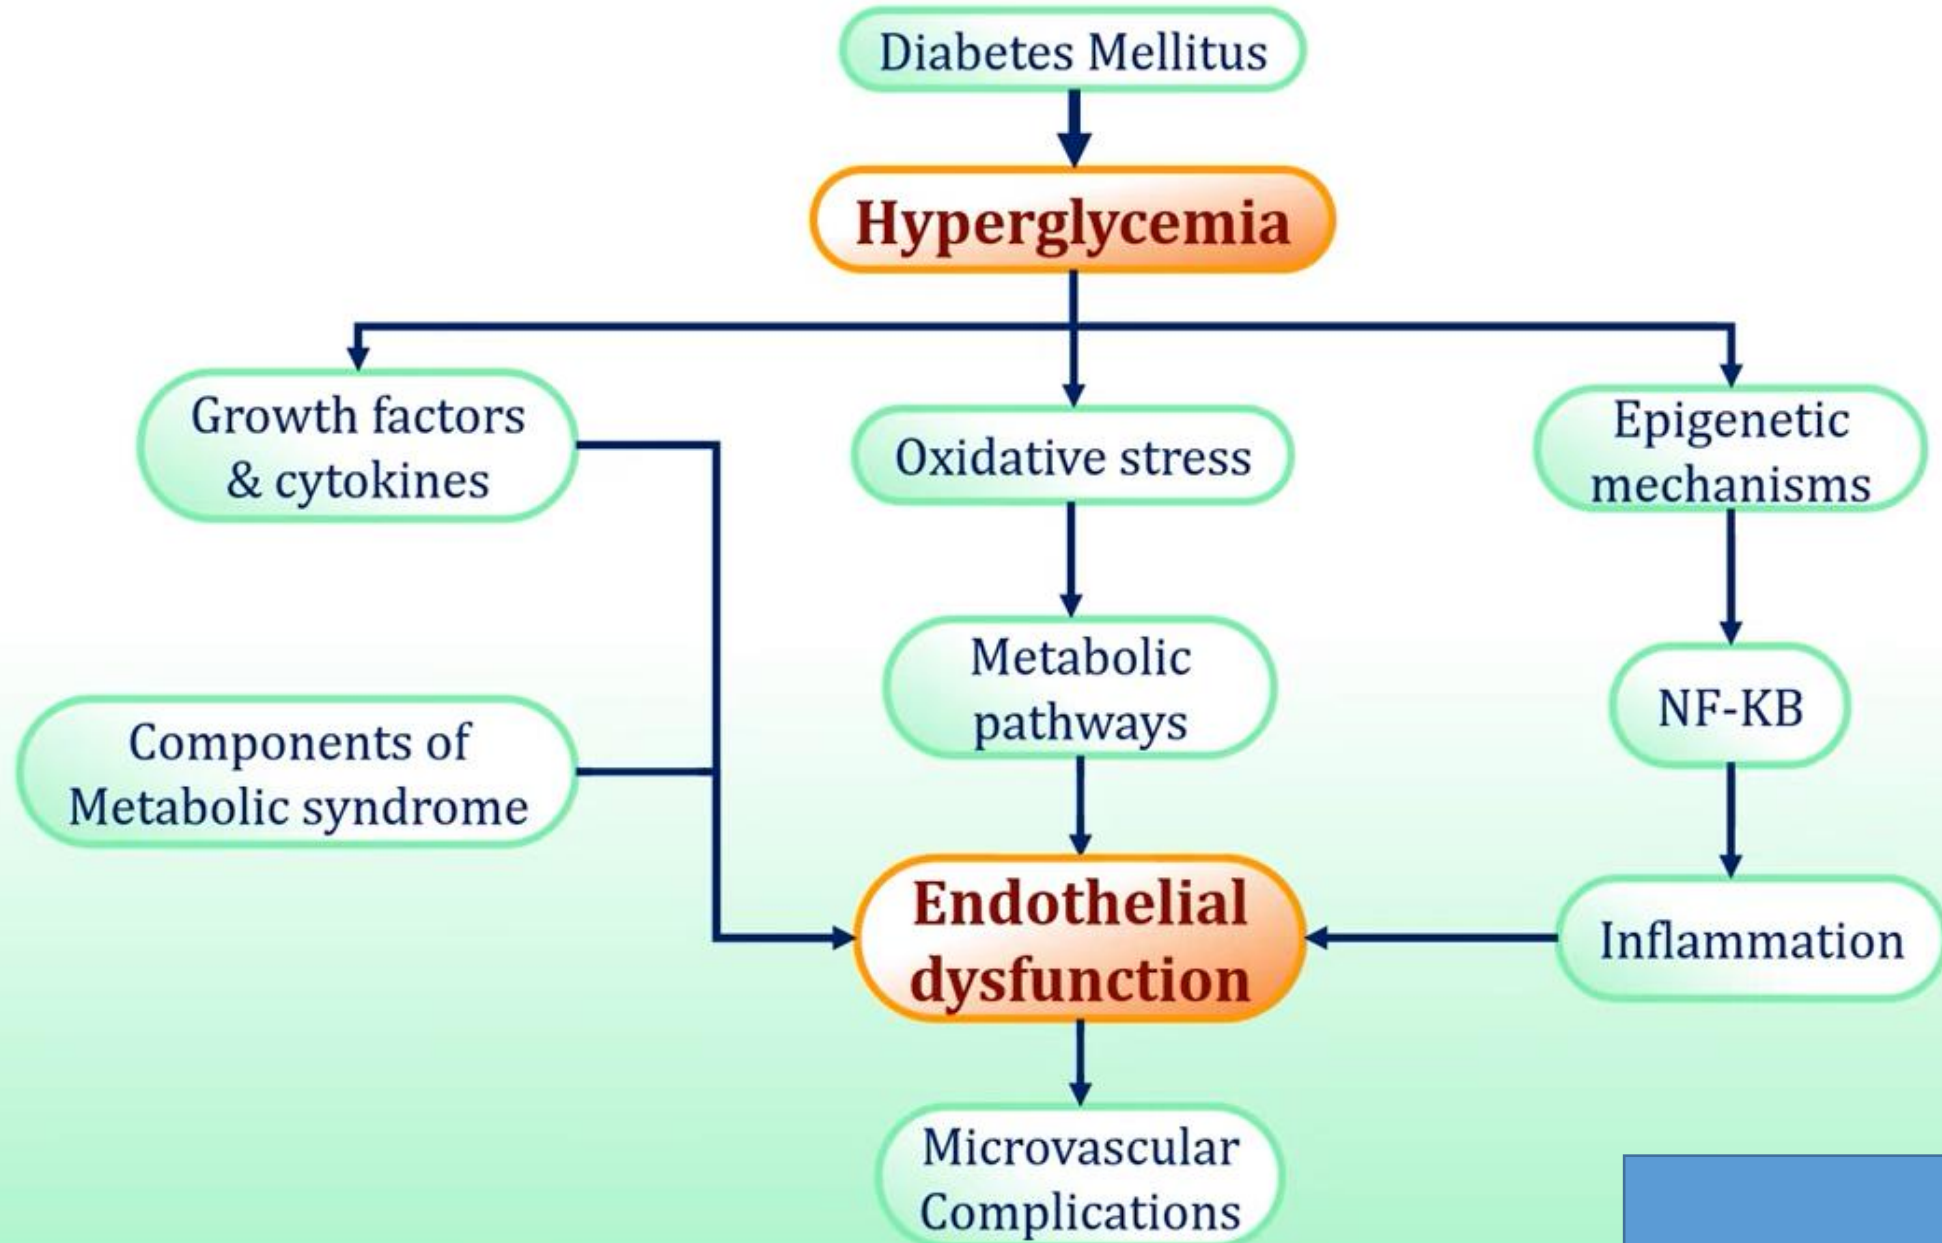 Diabetes Mellitus
Hyperglycemia
Growth factors
& cytokines
Oxidative stress
Epigenetic
mechanisms
Components of
Metabolic syndrome
Metabolic
pathways
NF-KB
Endothelial
dysfunction
Inflammation
Microvascular
Complications